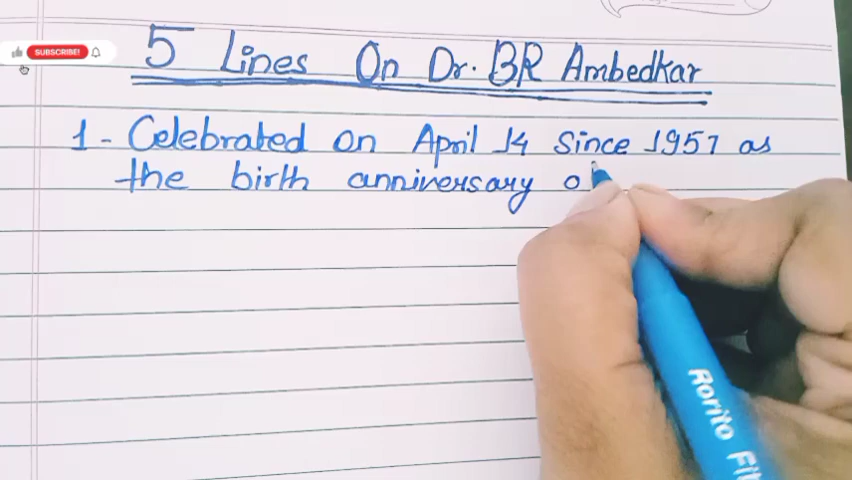 SUBSCRIBE!
5 Lines On Dr. BR Ambedkar
1 - Celebrated on April 14 since 1957 as
the birth anniversary o
Rorito Fl